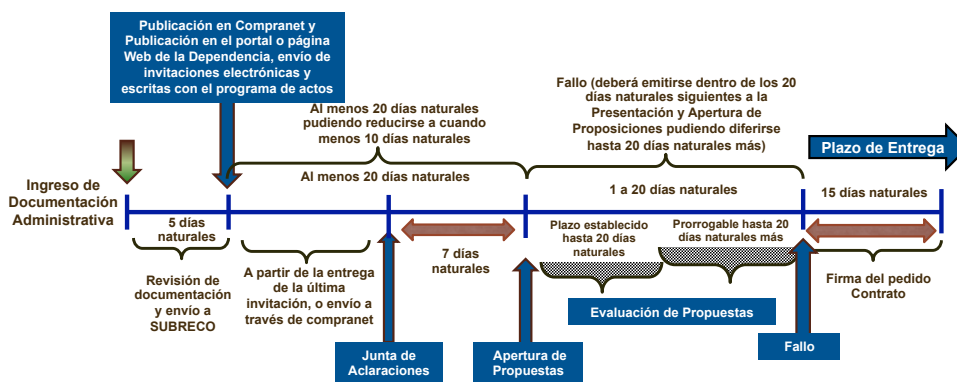 Publicación en Compranet y
Publicación en el portal o página
Web de la Dependencia, envío de
invitaciones electrónicas y
escritas con el programa de actos
Al menos 20 días naturales
pudiendo reducirse a cuando
menos 10 días naturales
Al menos 20 días naturales
Fallo (deberá emitirse dentro de los 20
días naturales siguientes a la
Presentación y Apertura de
Proposiciones pudiendo diferirse
hasta 20 días naturales más)
Plazo de Entrega
1 a 20 días naturales
15 días naturales
Ingreso de
Documentación
Administrativa
5 días
naturales
7 días
naturales
Plazo establecido
hasta 20 días
naturales
Prorrogable hasta 20
días naturales más
Revisión de
documentación
y envío a
SUBRECO
A partir de la entrega
de la última
invitación, o envío a
través de compranet
Evaluación de Propuestas
Firma del pedido
Contrato
Junta de
Aclaraciones
Apertura de
Propuestas
Fallo